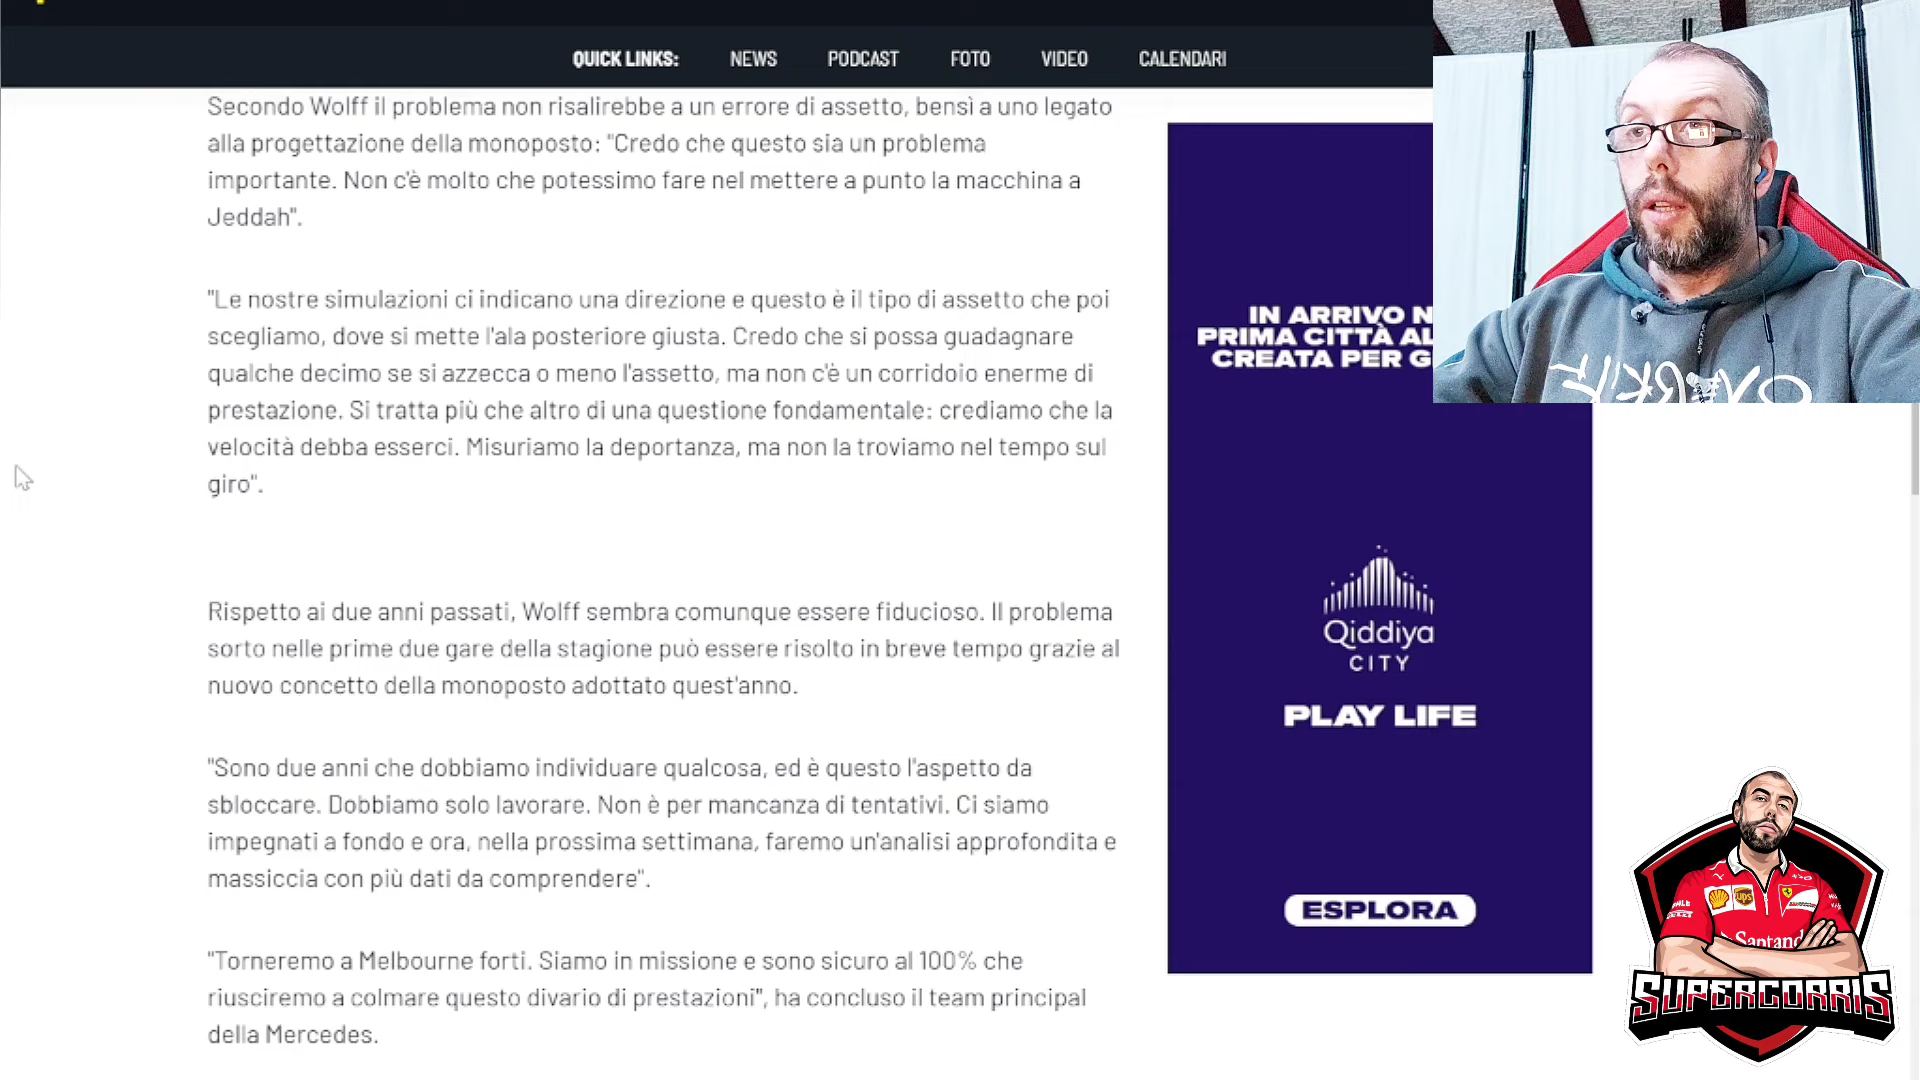 QUICK LINKS: NEWS PODCAST FOTO VIDEO CALENDARI
Secondo Wolff il problema non risalirebbe a un errore di assetto, bensì a uno legato
alla progettazione della monoposto: "Credo che questo sia un problema
importante. Non c'è molto che potessimo fare nel mettere a punto la macchina a
Jeddah".
"Le nostre simulazioni ci indicano una direzione e questo è il tipo di assetto che poi
scegliamo, dove si mette l'ala posteriore giusta. Credo che si possa guadagnare
qualche decimo se si azzecca o meno l'assetto, ma non c'è un corridoio enerme di
prestazione. Si tratta più che altro di una questione fondamentale: crediamo che la
velocità debba esserci. Misuriamo la deportanza, ma non la troviamo nel tempo sul
giro".
Rispetto ai due anni passati, Wolff sembra comunque essere fiducioso. Il problema
sorto nelle prime due gare della stagione può essere risolto in breve tempo grazie al
nuovo concetto della monoposto adottato quest'anno.
"Sono due anni che dobbiamo individuare qualcosa, ed è questo l'aspetto da
sbloccare. Dobbiamo solo lavorare. Non è per mancanza di tentativi. Ci siamo
impegnati a fondo e ora, nella prossima settimana, faremo un'analisi approfondita e
massiccia con più dati da comprendere".
"Torneremo a Melbourne forti. Siamo in missione e sono sicuro al 100% che
riusciremo a colmare questo divario di prestazioni", ha concluso il team principal
della Mercedes.
IN ARRIVO N
PRIMA CITTÀ AL
CREATA PER G
Qiddiya
CITY
PLAY LIFE
ESPLORA
ups
Santand
SUPERCORRIS